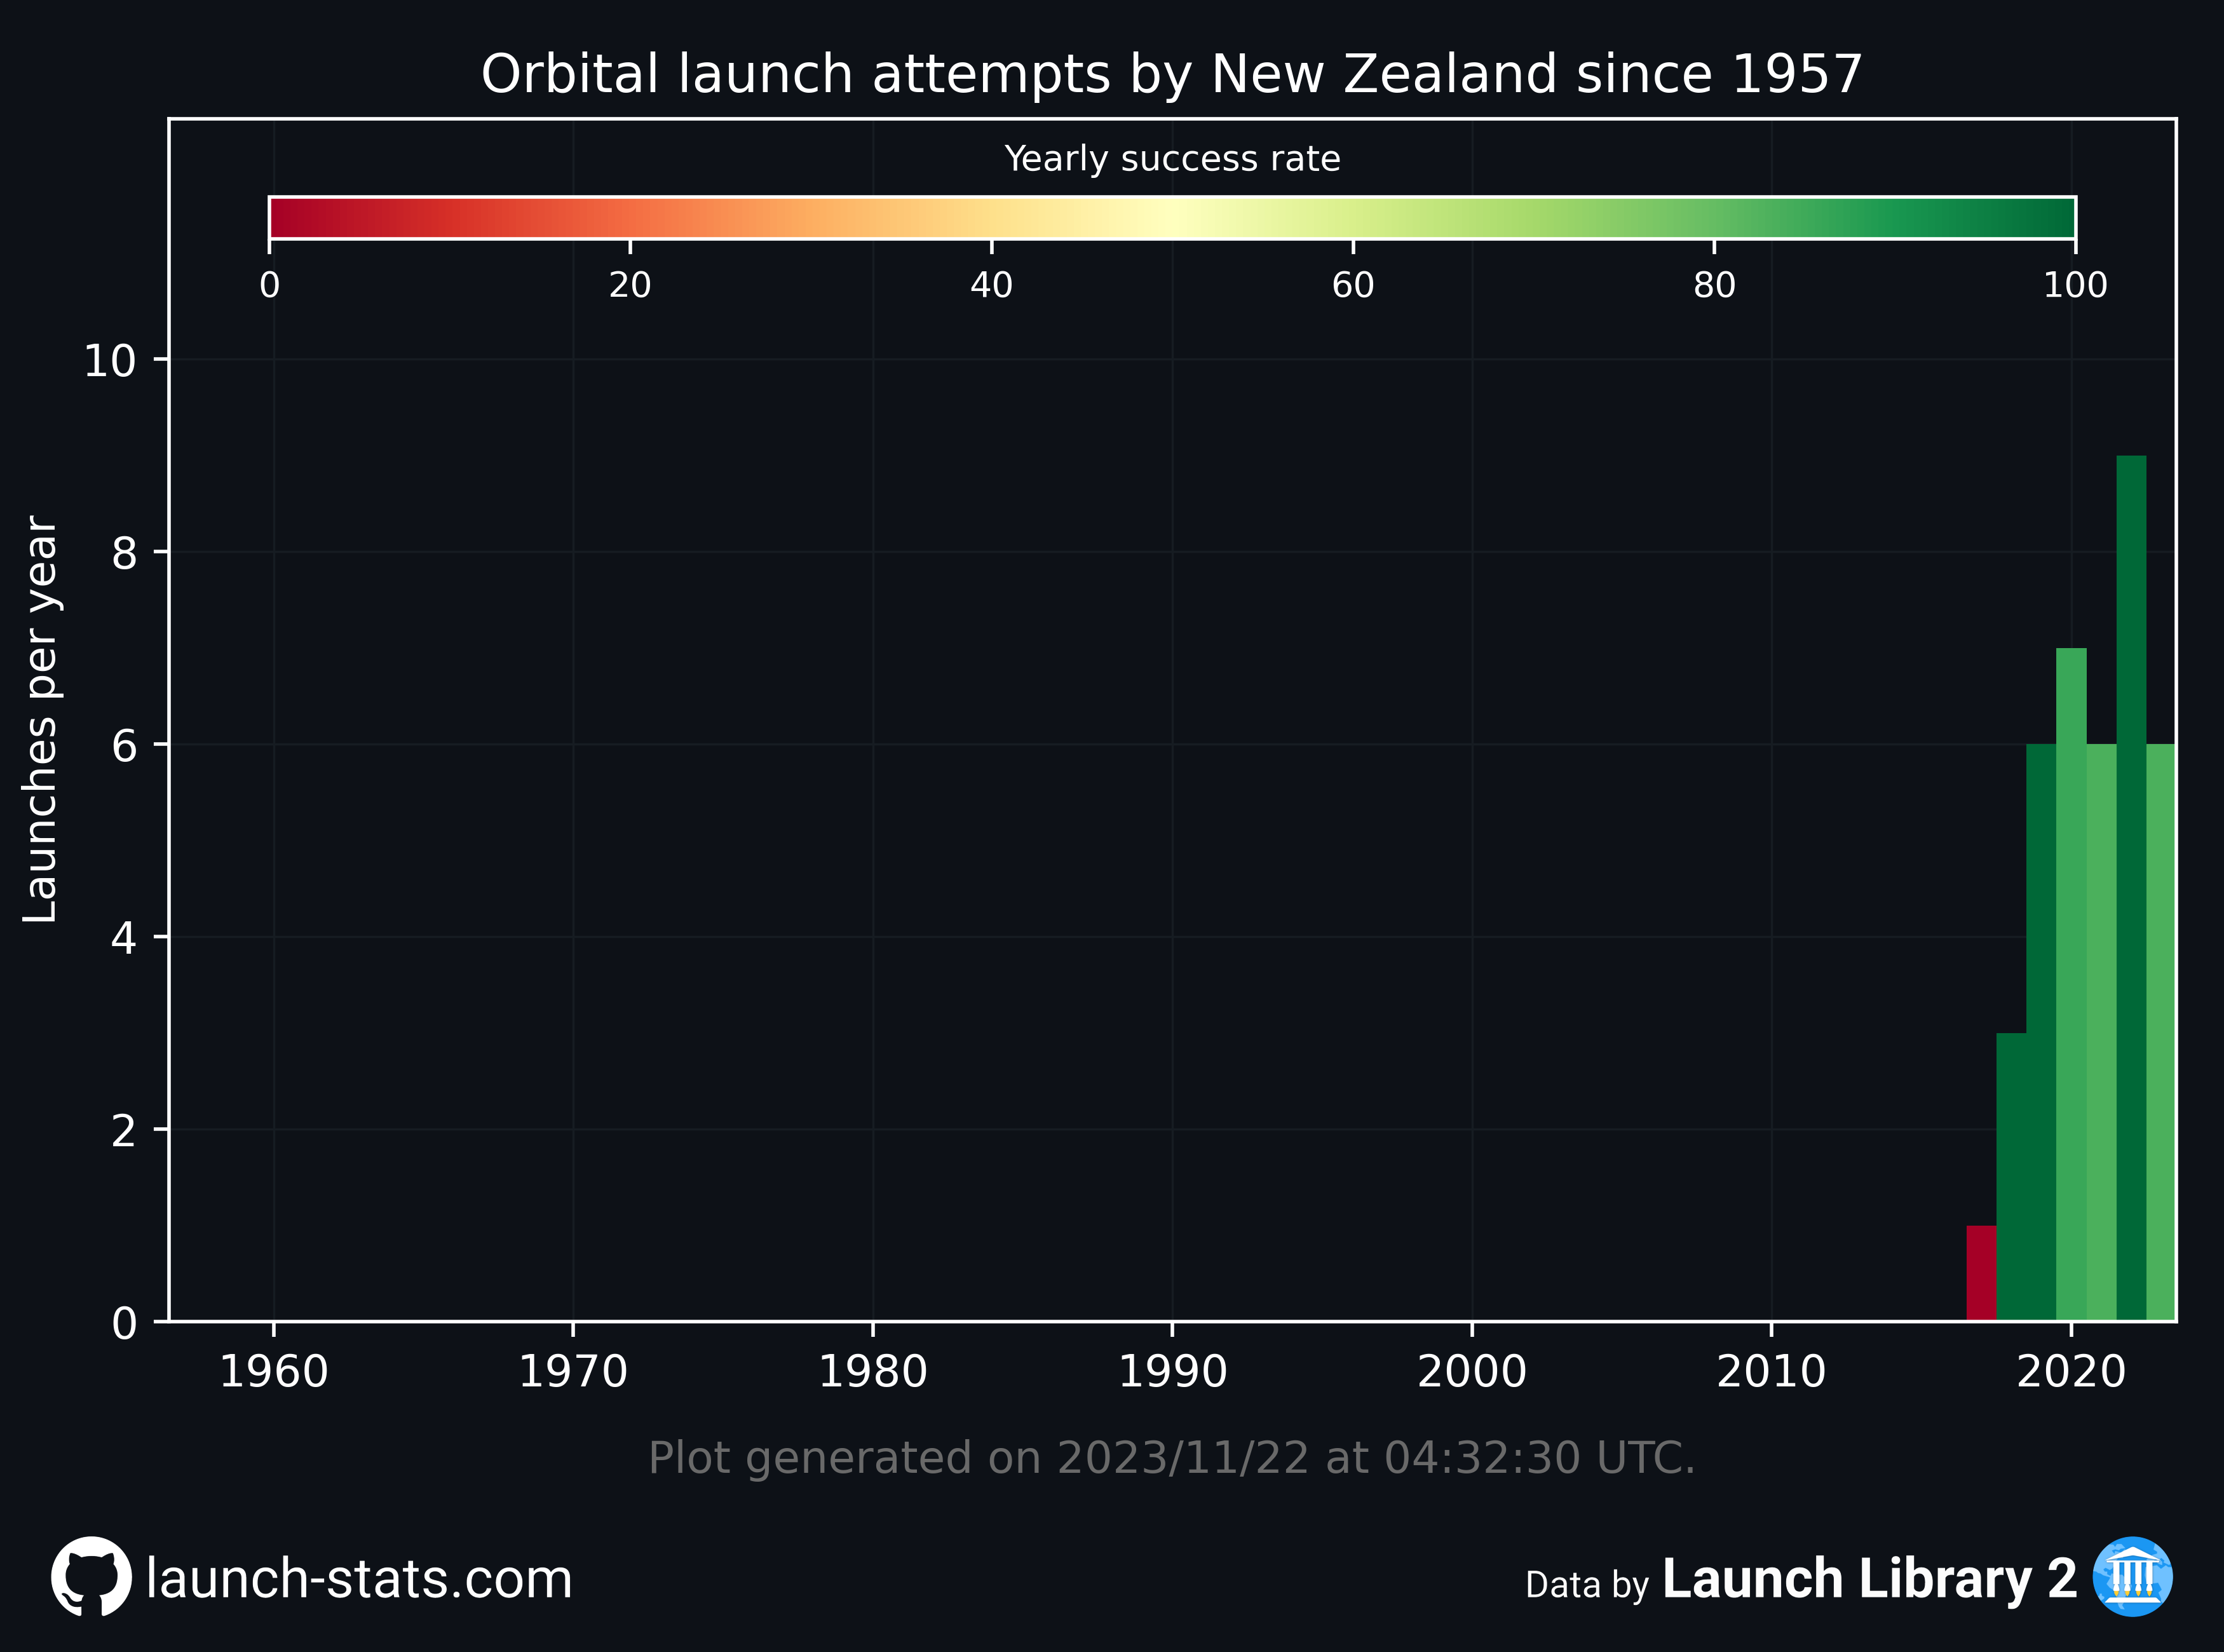 Orbital launch attempts by New Zealand since 1957
Yearly success rate
0 20 40 60 80 100
Launches per year
10
8
6
4
2
0
1960 1970 1980 1990 2000 2010 2020
Plot generated on 2023/11/22 at 04:32:30 UTC.
launch-stats.com
Data by Launch Library 2